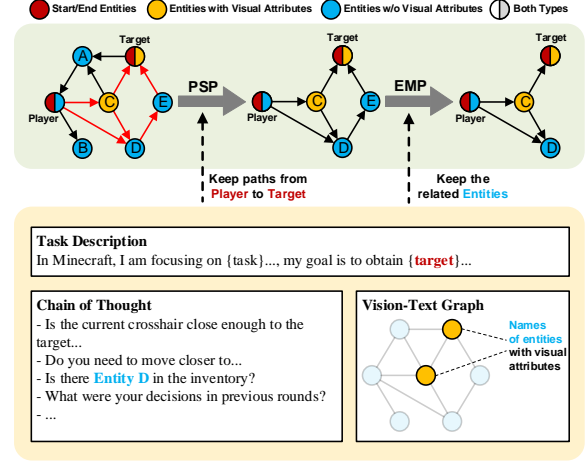 Start/End Entities Entities with Visual Attributes Entities w/o Visual Attributes Both Types
Target Target Target
A
PSP EMP
C E C E C
Player Player Player
B D D D
Keep paths from
Player to Target
Keep the
related Entities
Task Description
In Minecraft, I am focusing on {task}..., my goal is to obtain {target}...
Chain of Thought
- Is the current crosshair close enough to the
target...
- Do you need to move closer to...
- Is there Entity D in the inventory?
- What were your decisions in previous rounds?
- ...
Vision-Text Graph
Names
of entities
with visual
attributes